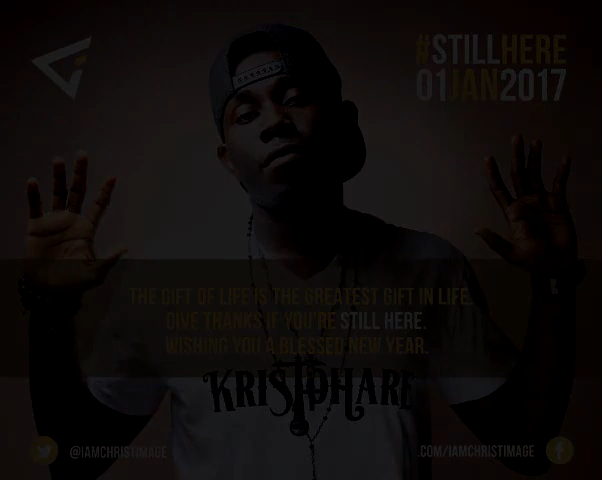 #STILLHERE
01JAN2017
THE GIFT OF LIFE IS THE GREATEST GIFT IN LIFE.
GIVE THANKS IF YOU'RE STILL HERE.
WISHING YOU A BLESSED NEW YEAR.
KRISTPHARI
@IAMCHRISTIMAGE
.COM/IAMCHRISTIMAGE